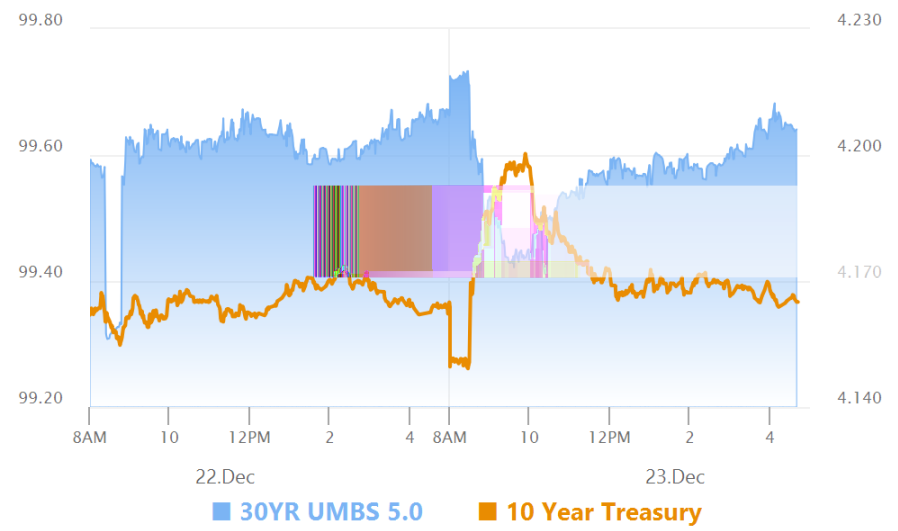 99.80 4.230
99.60 4.200
99.40 4.170
99.20 4.140
8AM 10 12PM 2 4 8AM 10 12PM 2 4
22.Dec 23.Dec
30YR UMBS 5.0 10 Year Treasury